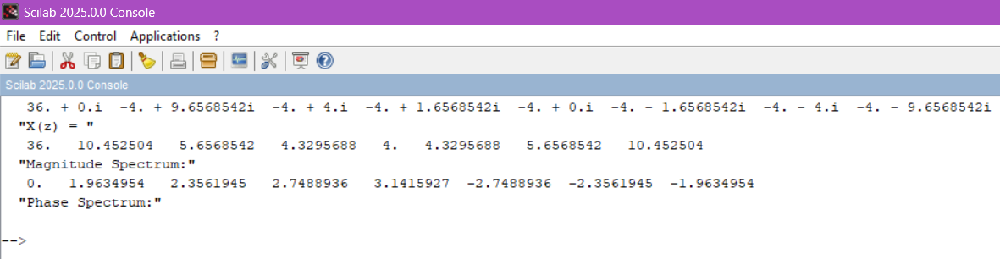 Scilab 2025.0.0 Console
File Edit Control Applications ?
Scilab 2025.0.0 Console
36. + 0.i -4. + 9.6568542i -4. + 4.i -4. + 1.6568542i -4. + 0.i -4. - 1.6568542i -4. - 4.i -4. - 9.6568542i
"X(z) = "
36. 10.452504 5.6568542 4.3295688 4. 4.3295688 5.6568542 10.452504
"Magnitude Spectrum:"
0. 1.9634954 2.3561945 2.7488936 3.1415927 -2.7488936 -2.3561945 -1.9634954
"Phase Spectrum:"
-->